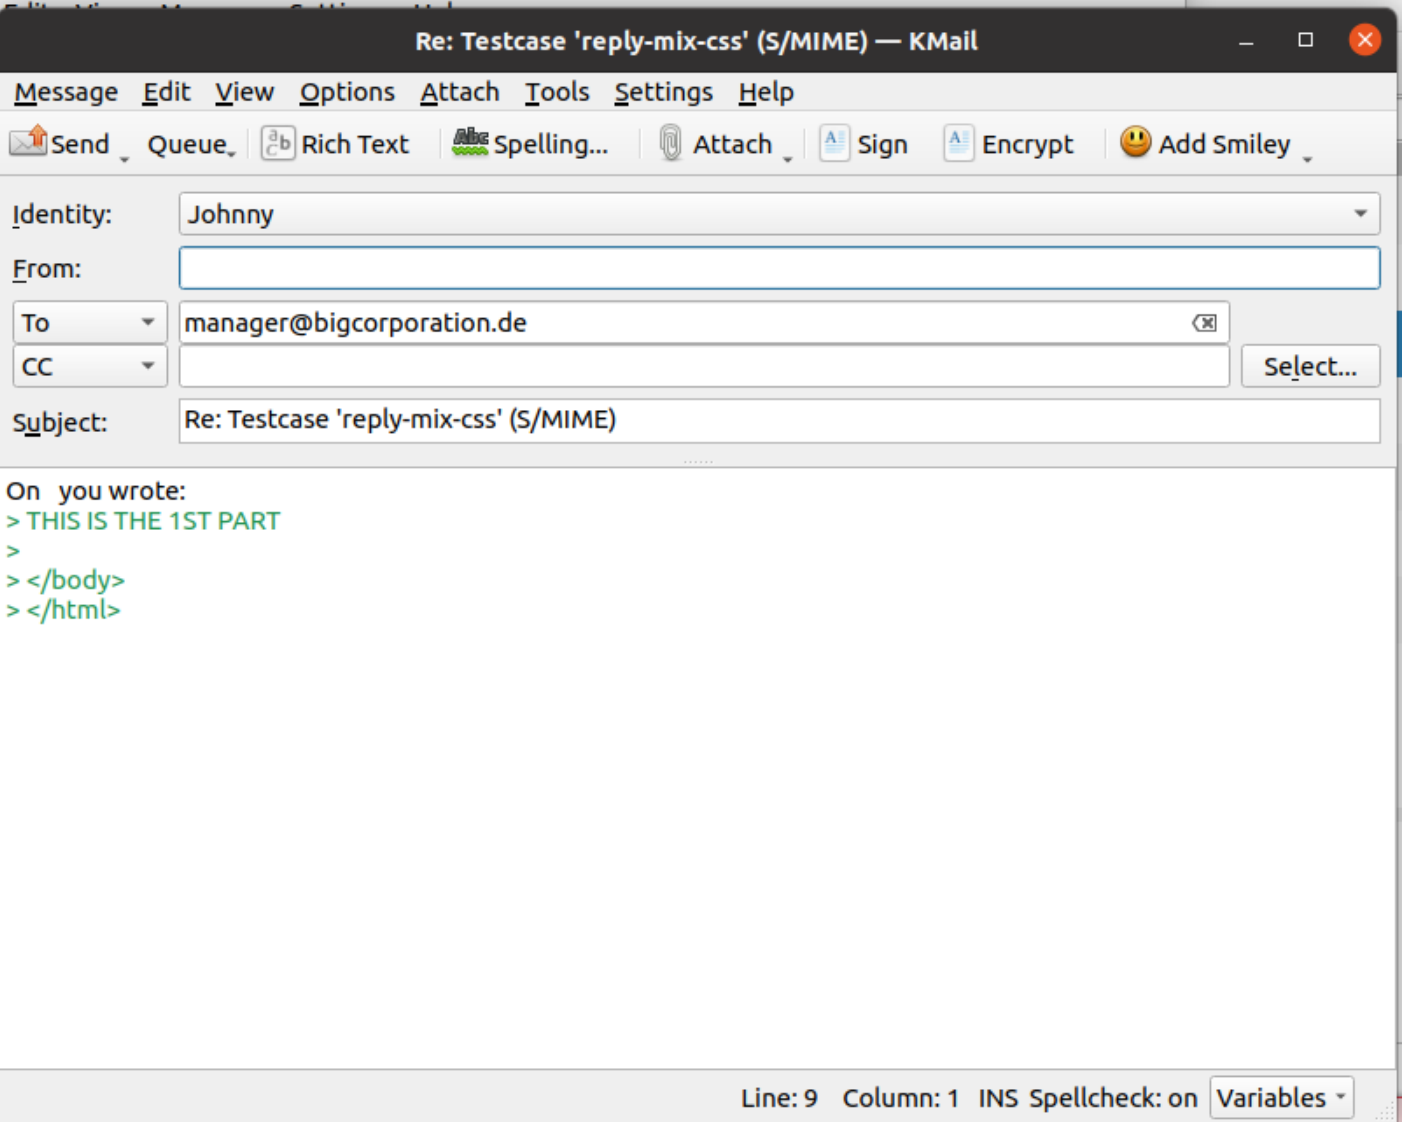 Re: Testcase 'reply-mix-css' (S/MIME) — KMail
Message Edit View Options Attach Tools Settings Help
Send Queue Rich Text Abc Spelling... Attach Sign Encrypt Add Smiley
Identity: Johnny
From:
To manager@bigcorporation.de
CC Select...
Subject: Re: Testcase 'reply-mix-css' (S/MIME)
On you wrote:
> THIS IS THE 1ST PART
>
> </body>
> </html>
Line: 9 Column: 1 INS Spellcheck: on Variables